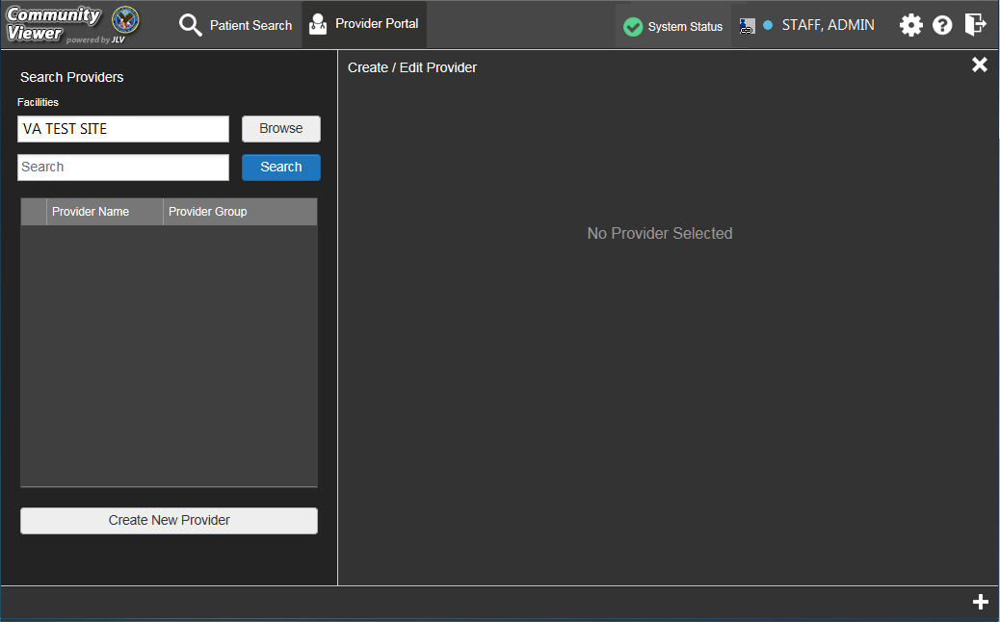 Community
Viewer powered by JLV
Patient Search
Provider Portal
System Status
STAFF, ADMIN
Search Providers
Facilities
VA TEST SITE
Browse
Search
Search
Provider Name
Provider Group
Create New Provider
Create / Edit Provider
No Provider Selected